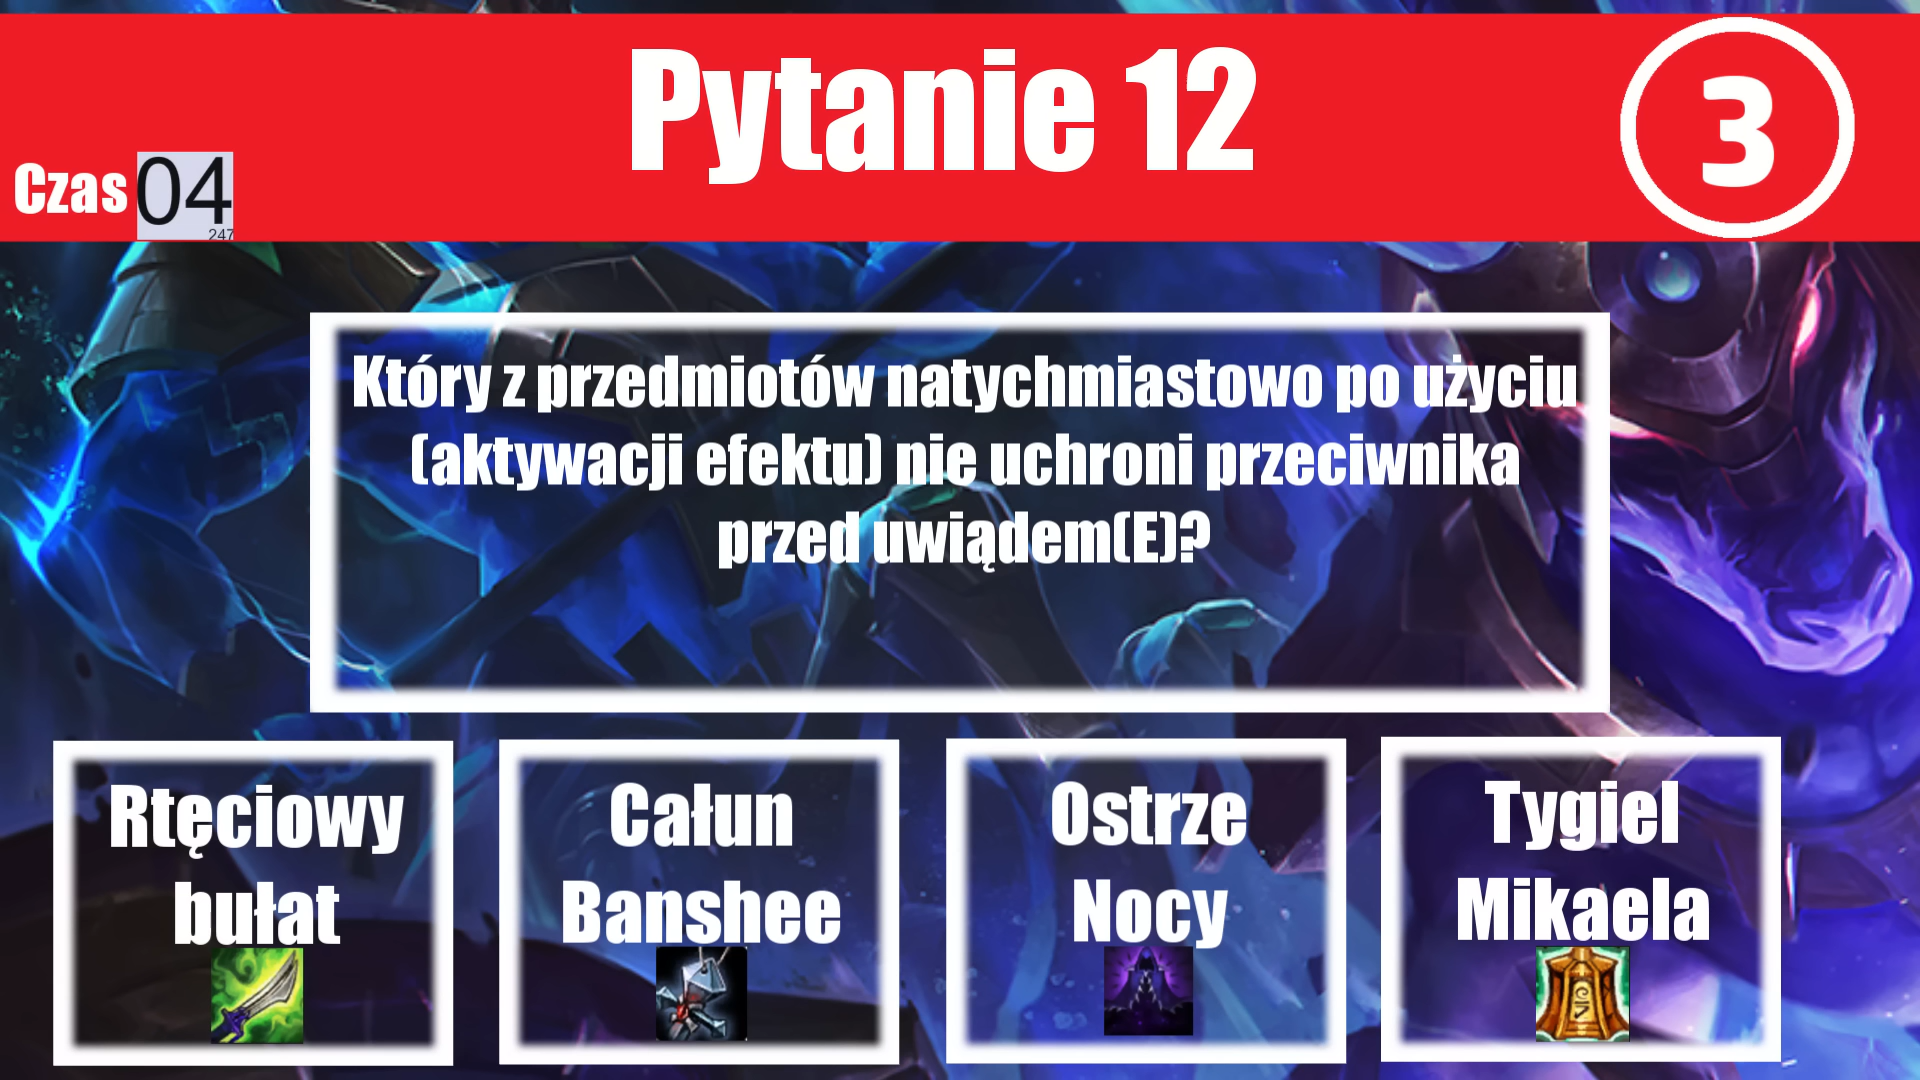 Pytanie 12
3
Czas 04
247
Który z przedmiotów natychmiastowo po użyciu
(aktywacji efektu) nie uchroni przeciwnika
przed uwiądem(E)?
Rtęciowy
bułat
Całun
Banshee
Ostrze
Nocy
Tygiel
Mikaela